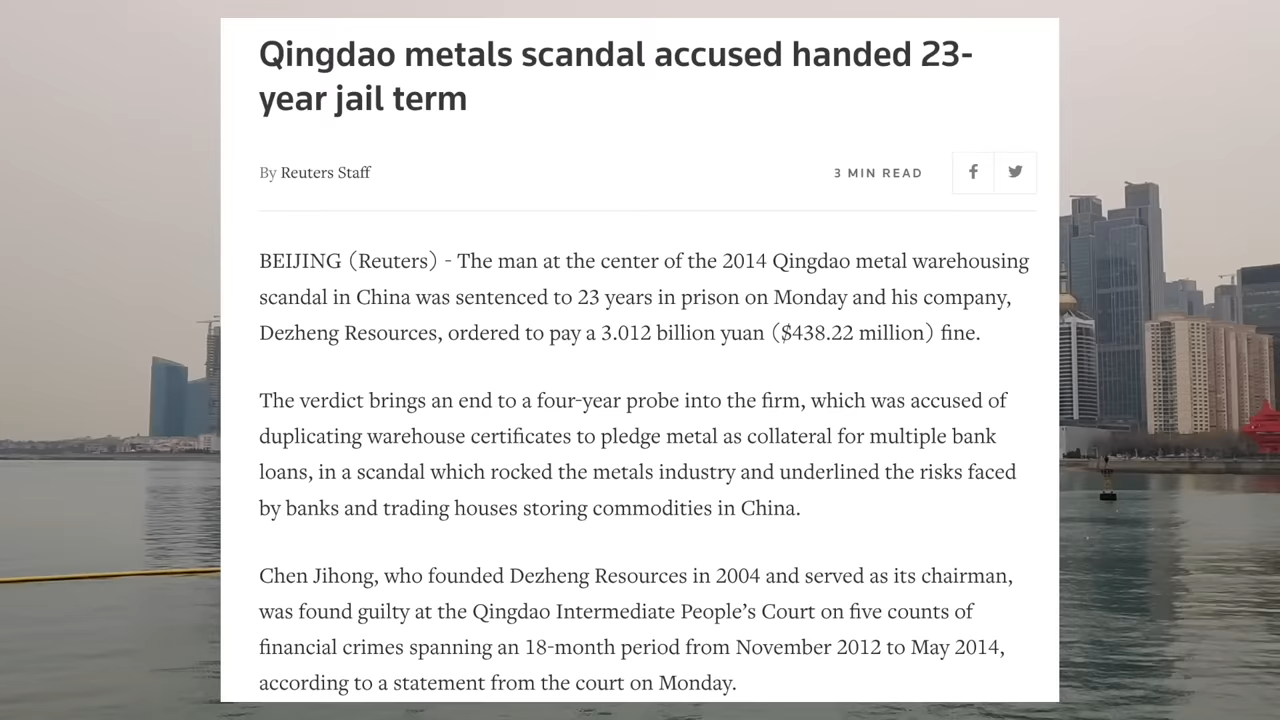 Qingdao metals scandal accused handed 23-
year jail term
By Reuters Staff
3 MIN READ
BEIJING (Reuters) - The man at the center of the 2014 Qingdao metal warehousing
scandal in China was sentenced to 23 years in prison on Monday and his company,
Dezheng Resources, ordered to pay a 3.012 billion yuan ($438.22 million) fine.
The verdict brings an end to a four-year probe into the firm, which was accused of
duplicating warehouse certificates to pledge metal as collateral for multiple bank
loans, in a scandal which rocked the metals industry and underlined the risks faced
by banks and trading houses storing commodities in China.
Chen Jihong, who founded Dezheng Resources in 2004 and served as its chairman,
was found guilty at the Qingdao Intermediate People’s Court on five counts of
financial crimes spanning an 18-month period from November 2012 to May 2014,
according to a statement from the court on Monday.